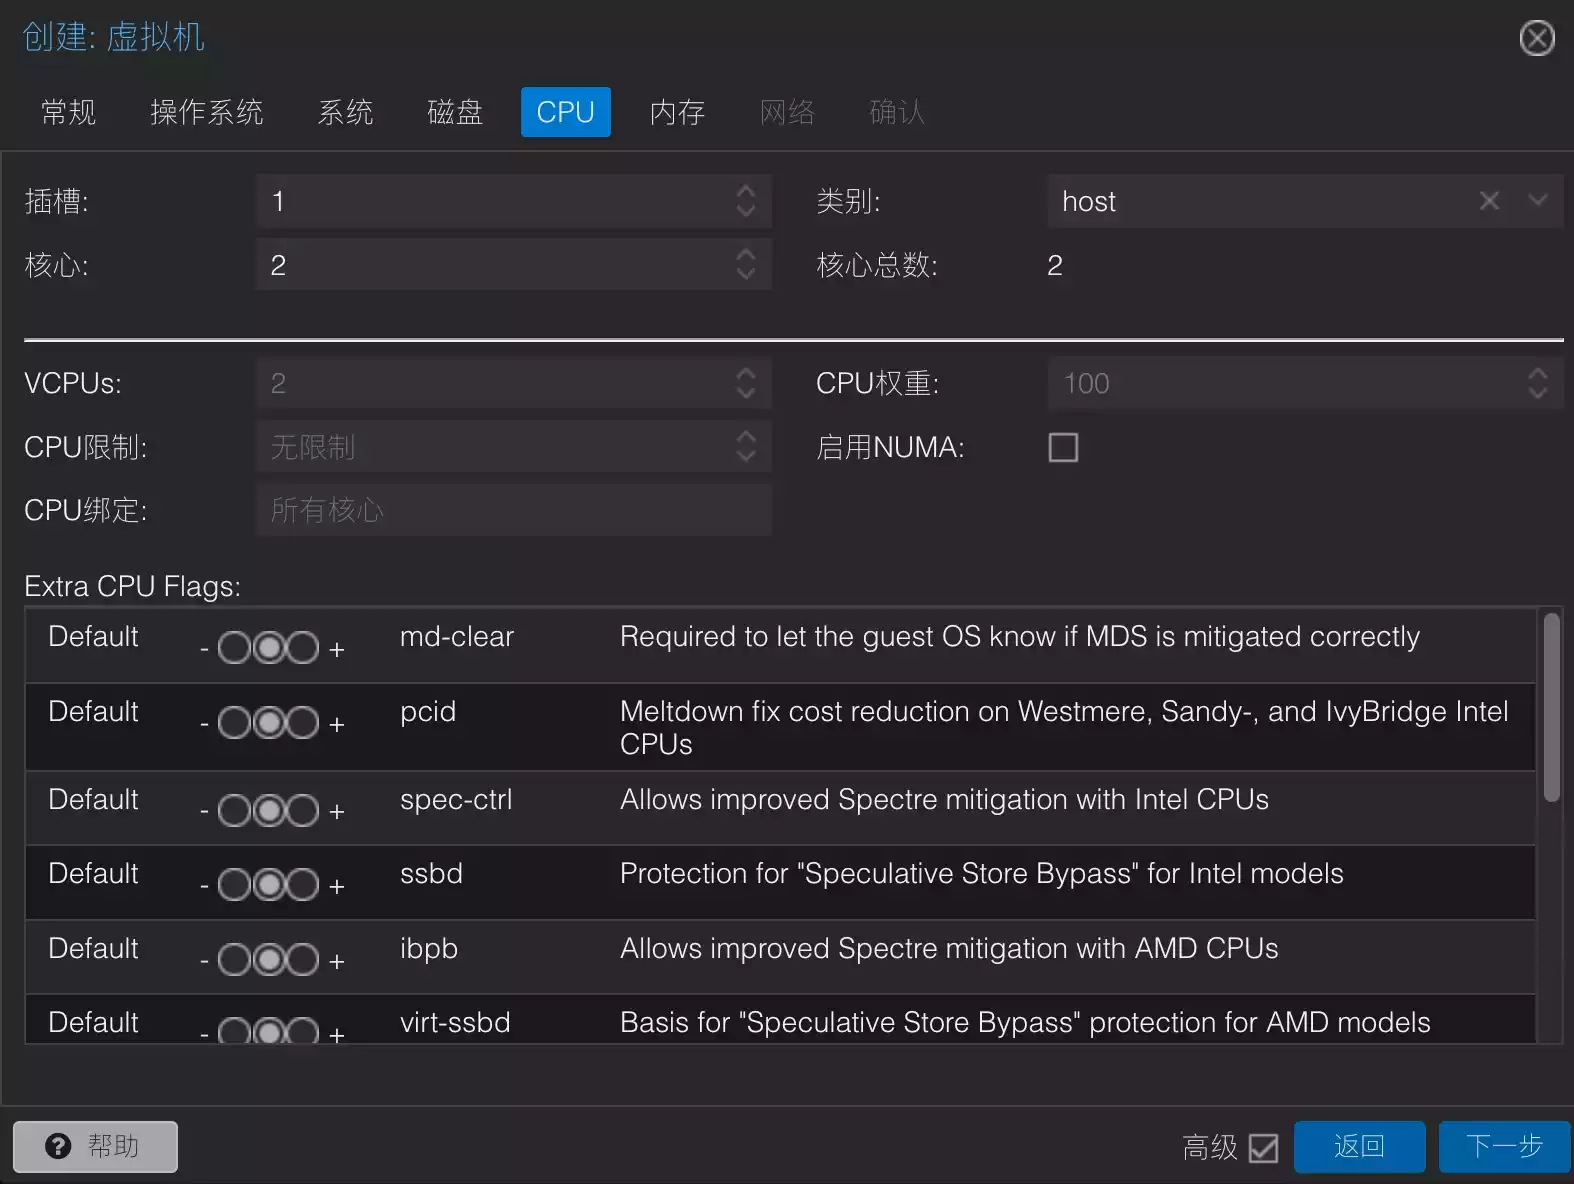 创建: 虚拟机
常规 操作系统 系统 磁盘 CPU 内存 网络 确认
插槽: 1 类别: host
核心: 2 核心总数: 2
VCPUs: 2 CPU权重: 100
CPU限制: 无限制 启用NUMA:
CPU绑定: 所有核心
Extra CPU Flags:
Default - + md-clear Required to let the guest OS know if MDS is mitigated correctly
Default - + pcid Meltdown fix cost reduction on Westmere, Sandy-, and IvyBridge Intel
CPUs
Default - + spec-ctrl Allows improved Spectre mitigation with Intel CPUs
Default - + ssbd Protection for "Speculative Store Bypass" for Intel models
Default - + ibpb Allows improved Spectre mitigation with AMD CPUs
Default - + virt-ssbd Basis for "Speculative Store Bypass" protection for AMD models
? 帮助 高级 返回 下一步